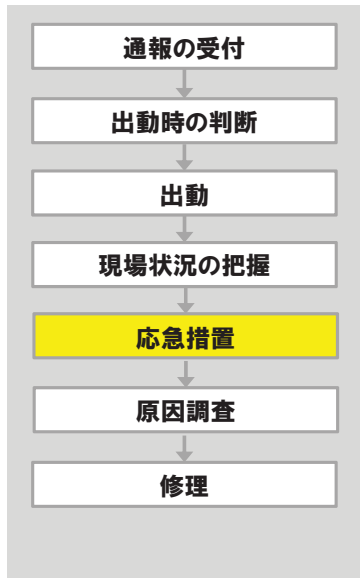 通報の受付
出動時の判断
出動
現場状況の把握
応急措置
原因調査
修理